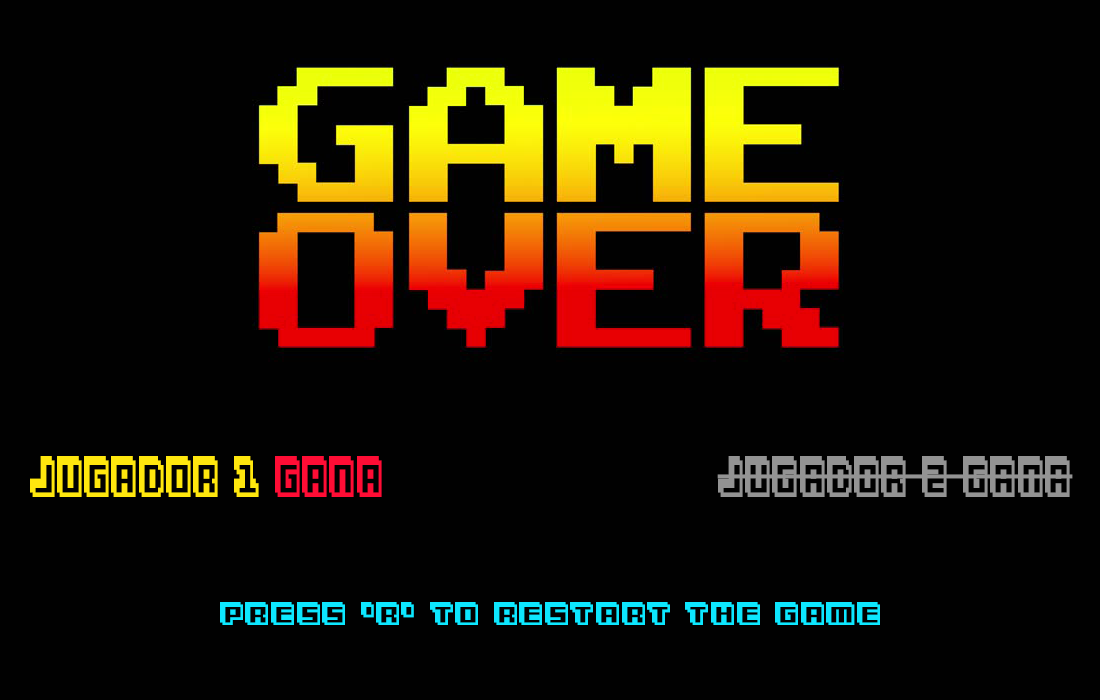 GAME
OVER
JUGADOR 1 GANA JUGADOR 2 GANA
PRESS 'R' TO RESTART THE GAME